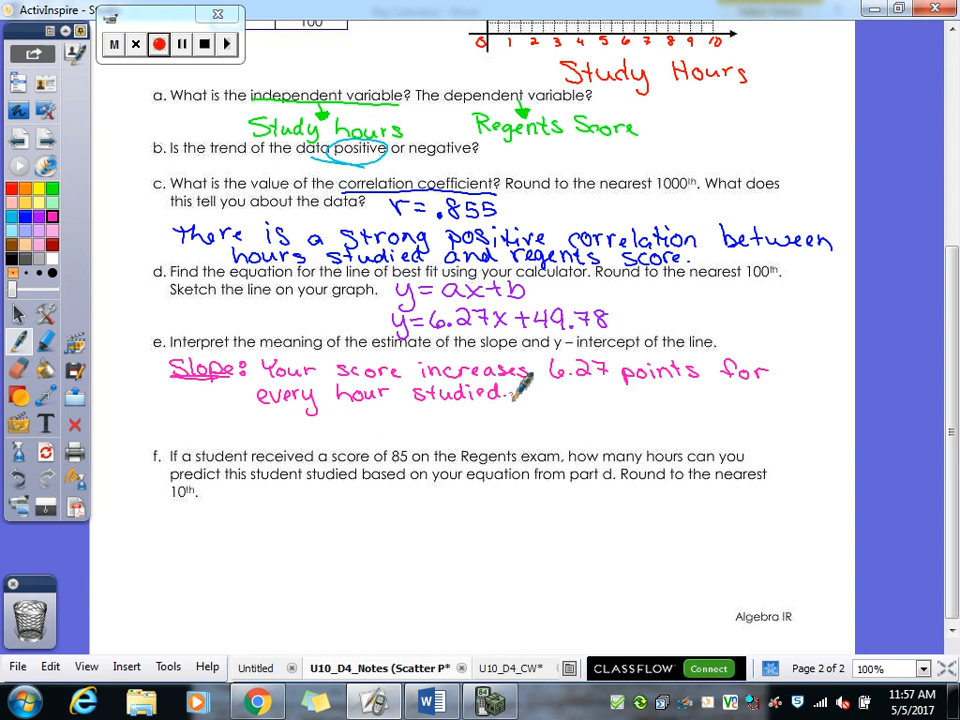 ActivInspire - St
100
0 1 2 3 4 5 6 7 8 9 10
Study Hours
a. What is the independent variable? The dependent variable?
Study hours Regents Score
b. Is the trend of the data positive or negative?
c. What is the value of the correlation coefficient? Round to the nearest 1000th. What does
this tell you about the data? r = .855
There is a strong positive correlation between
hours studied and regents score.
d. Find the equation for the line of best fit using your calculator. Round to the nearest 100th.
Sketch the line on your graph. y = ax+b
y=6.27x+49.78
e. Interpret the meaning of the estimate of the slope and y – intercept of the line.
Slope: Your score increases 6.27 points for
every hour studied.
f. If a student received a score of 85 on the Regents exam, how many hours can you
predict this student studied based on your equation from part d. Round to the nearest
10th.
Algebra IR
File Edit View Insert Tools Help Untitled U10_D4_Notes (Scatter P* U10_D4_CW* CLASSFLOW Connect Page 2 of 2 100%
11:57 AM
5/5/2017